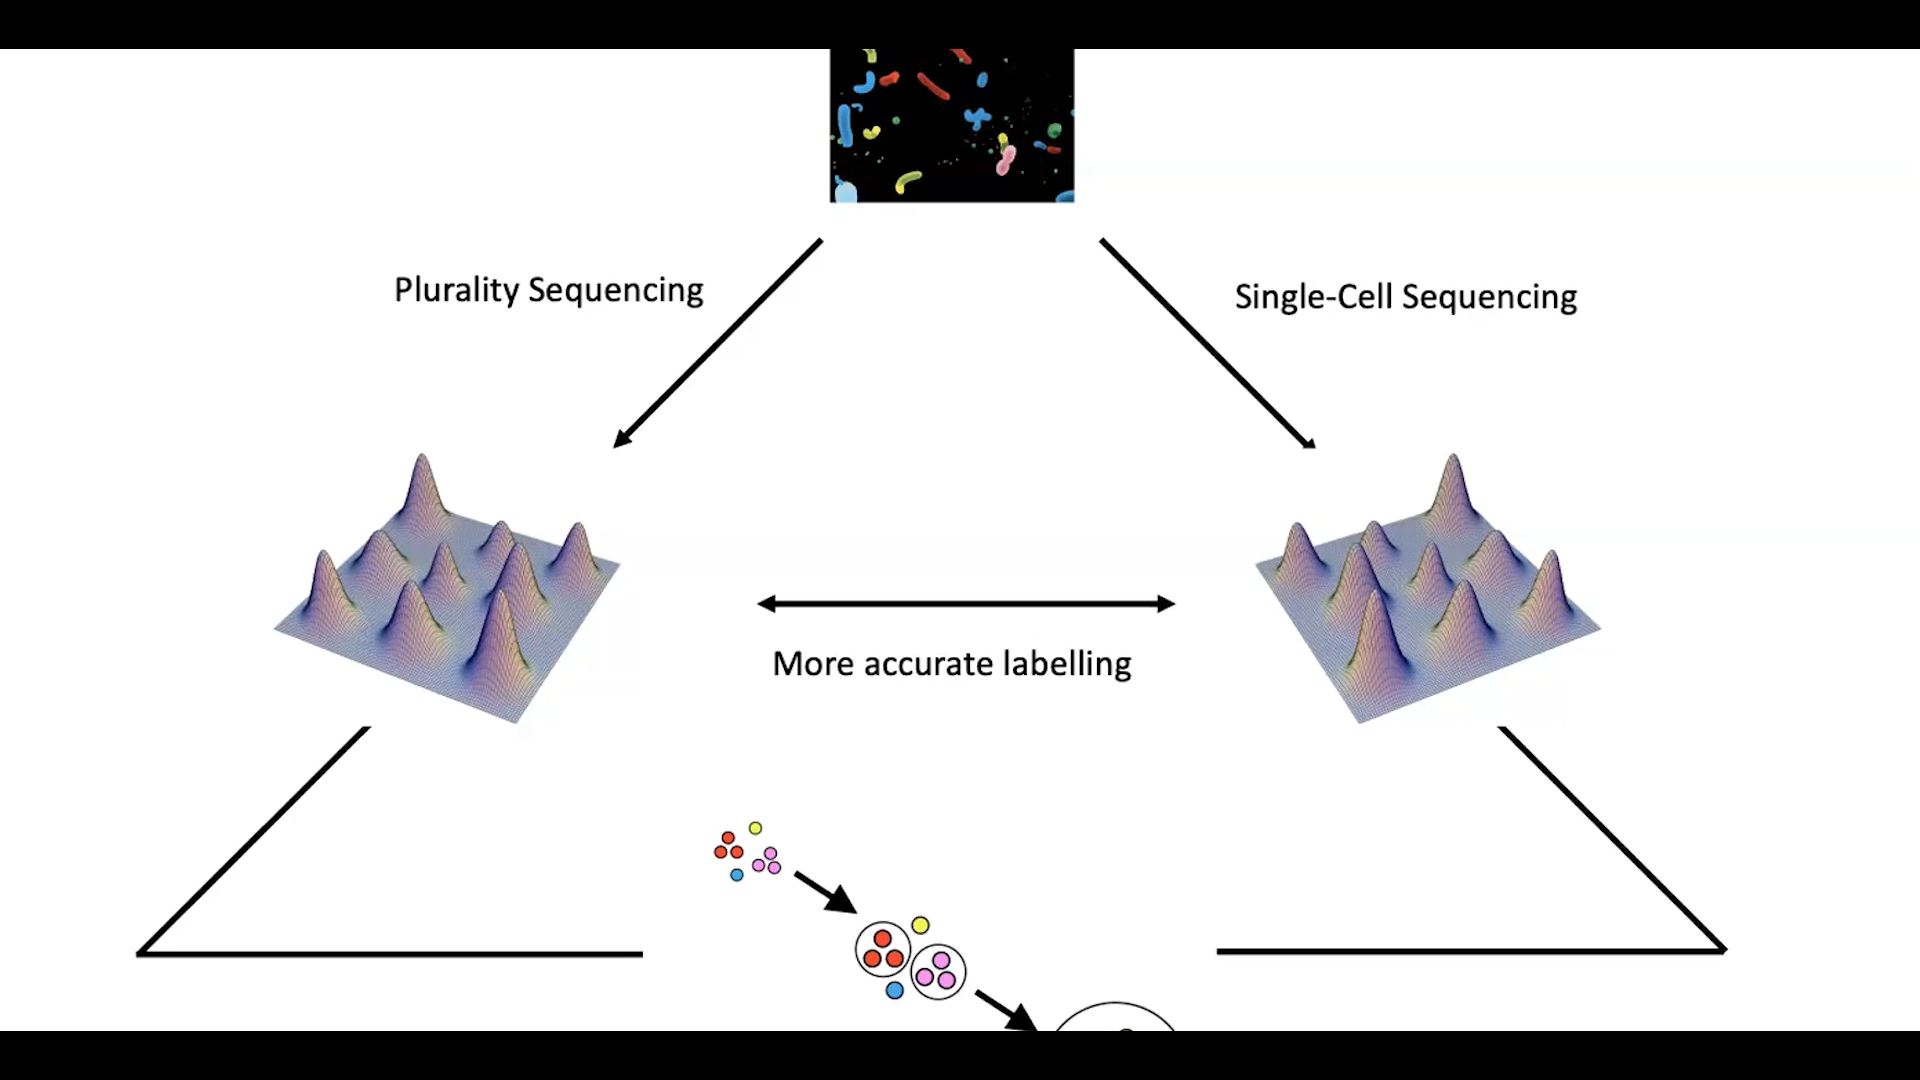 Plurality Sequencing
Single-Cell Sequencing
More accurate labelling